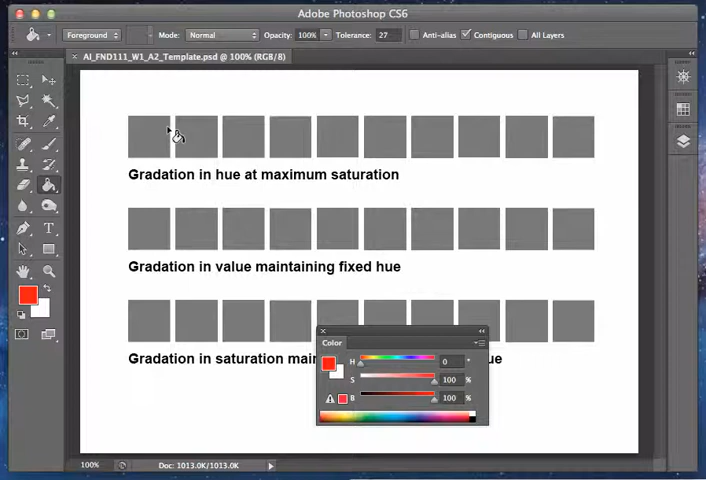 Adobe Photoshop CS6
Foreground Mode: Normal Opacity: 100% Tolerance: 27 Anti-alias Contiguous All Layers
AI_FND111_W1_A2_Template.psd @ 100% (RGB/8)
Gradation in hue at maximum saturation
Gradation in value maintaining fixed hue
Gradation in saturation main ue
Color
H 0 °
S 100 %
B 100 %
100% Doc: 1013.0K/1013.0K